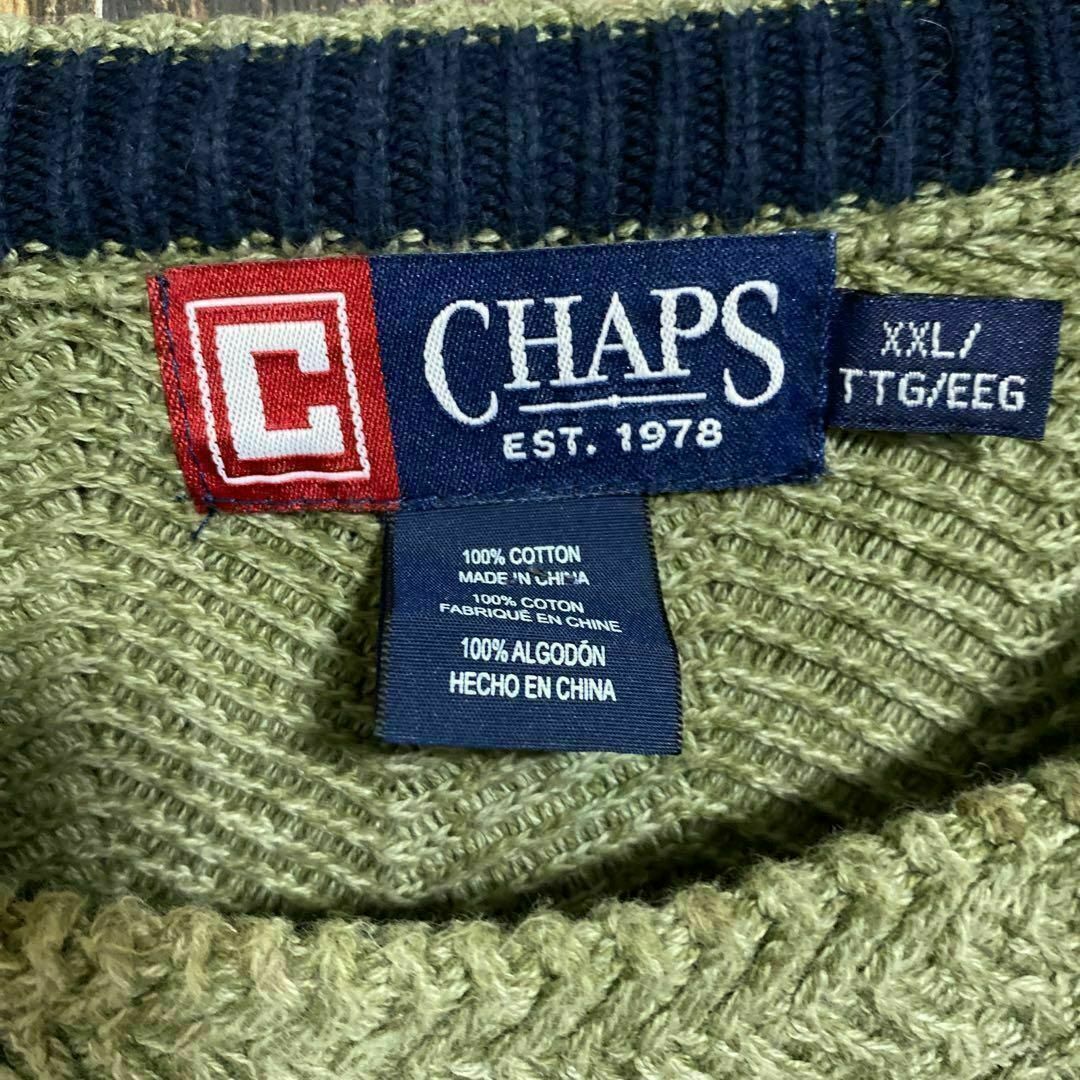 C
CHAPS
EST. 1978
XXL/
TTG/EEG
100% COTTON
MADE IN CHINA
100% COTON
FABRIQUÉ EN CHINE
100% ALGODÓN
HECHO EN CHINA